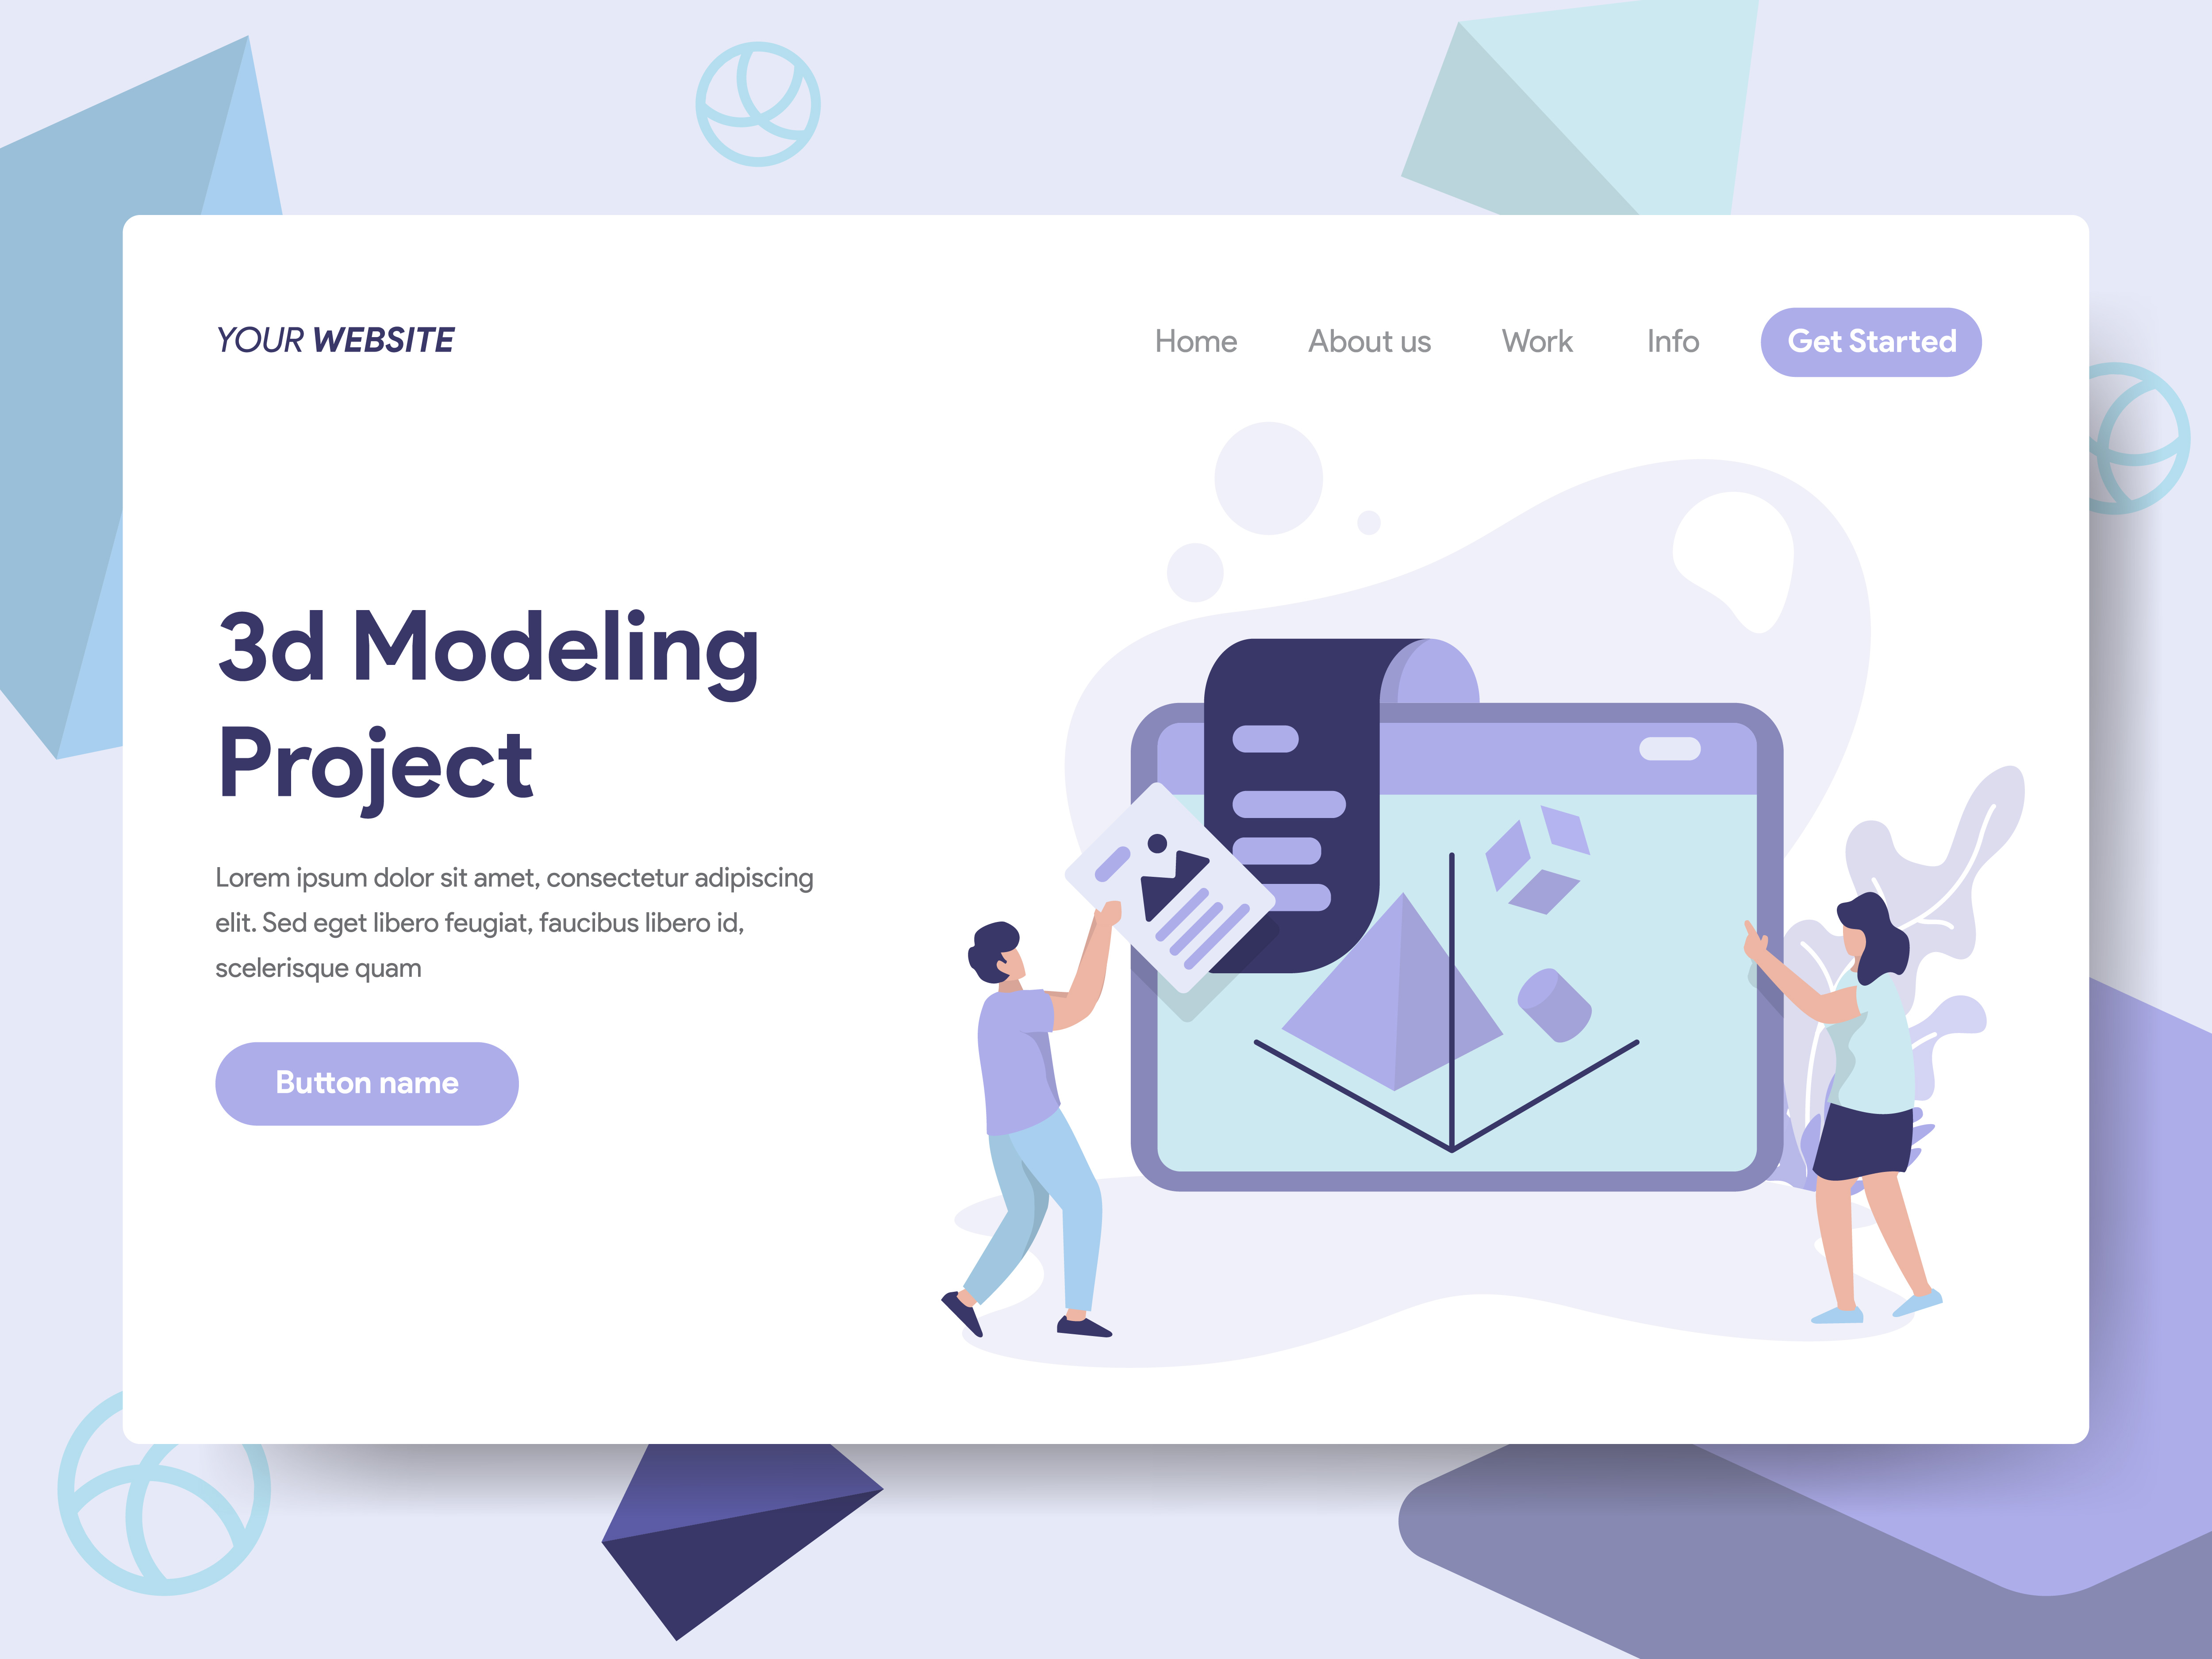 YOUR WEBSITE
Home About us Work Info Get Started
3d Modeling
Project
Lorem ipsum dolor sit amet, consectetur adipiscing
elit. Sed eget libero feugiat, faucibus libero id,
scelerisque quam
Button name